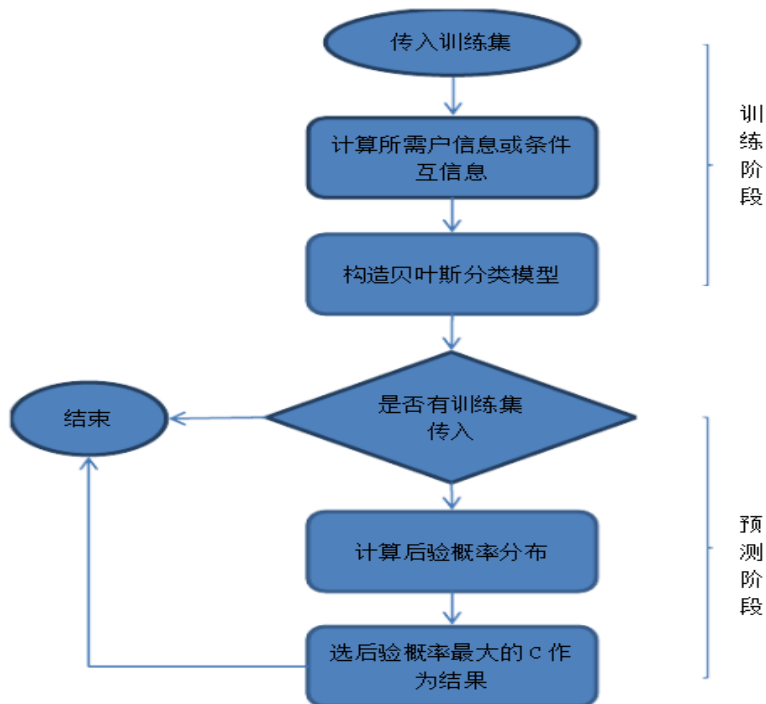 传入训练集
计算所需户信息或条件
互信息
构造贝叶斯分类模型
是否有训练集
传入
结束
计算后验概率分布
选后验概率最大的 C 作
为结果
训
练
阶
段
预
测
阶
段